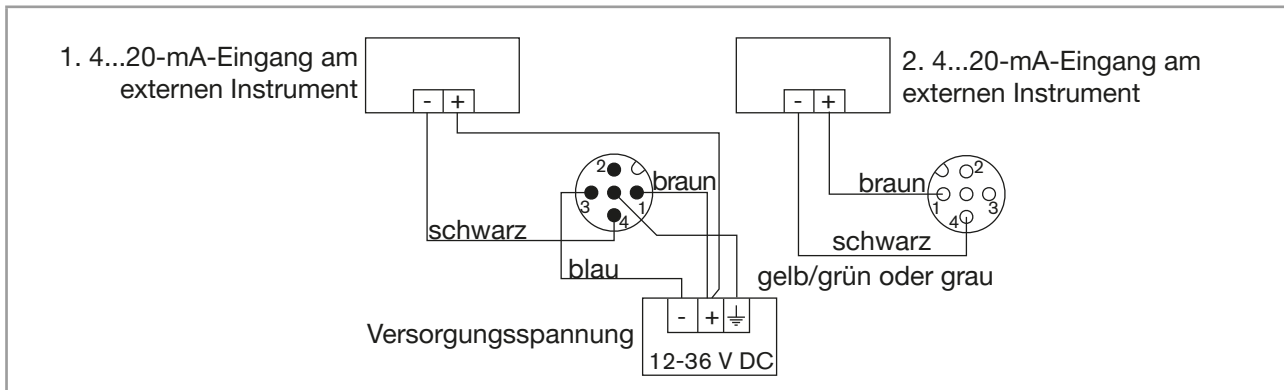 1. 4...20-mA-Eingang am
externen Instrument
- +
2. 4...20-mA-Eingang am
externen Instrument
- +
2
braun
3
1
4
schwarz
blau
braun
2
1
3
4
schwarz
gelb/grün oder grau
Versorgungsspannung
- +
12-36 V DC